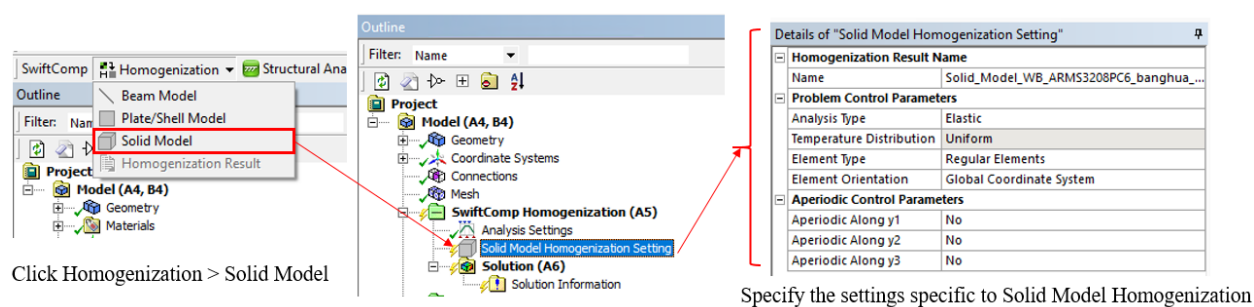 SwiftComp Homogenization Structural Ana
Outline
Beam Model
Filter: Nam
Plate/Shell Model
Solid Model
Homogenization Result
Project
Model (A4, B4)
Geometry
Materials
Click Homogenization > Solid Model
Outline
Filter: Name
Project
Model (A4, B4)
Geometry
Coordinate Systems
Connections
Mesh
SwiftComp Homogenization (A5)
Analysis Settings
Solid Model Homogenization Setting
Solution (A6)
Solution Information
Details of "Solid Model Homogenization Setting"
Homogenization Result Name
Name Solid_Model_WB_ARMS3208PC6_banghua_...
Problem Control Parameters
Analysis Type Elastic
Temperature Distribution Uniform
Element Type Regular Elements
Element Orientation Global Coordinate System
Aperiodic Control Parameters
Aperiodic Along y1 No
Aperiodic Along y2 No
Aperiodic Along y3 No
Specify the settings specific to Solid Model Homogenization